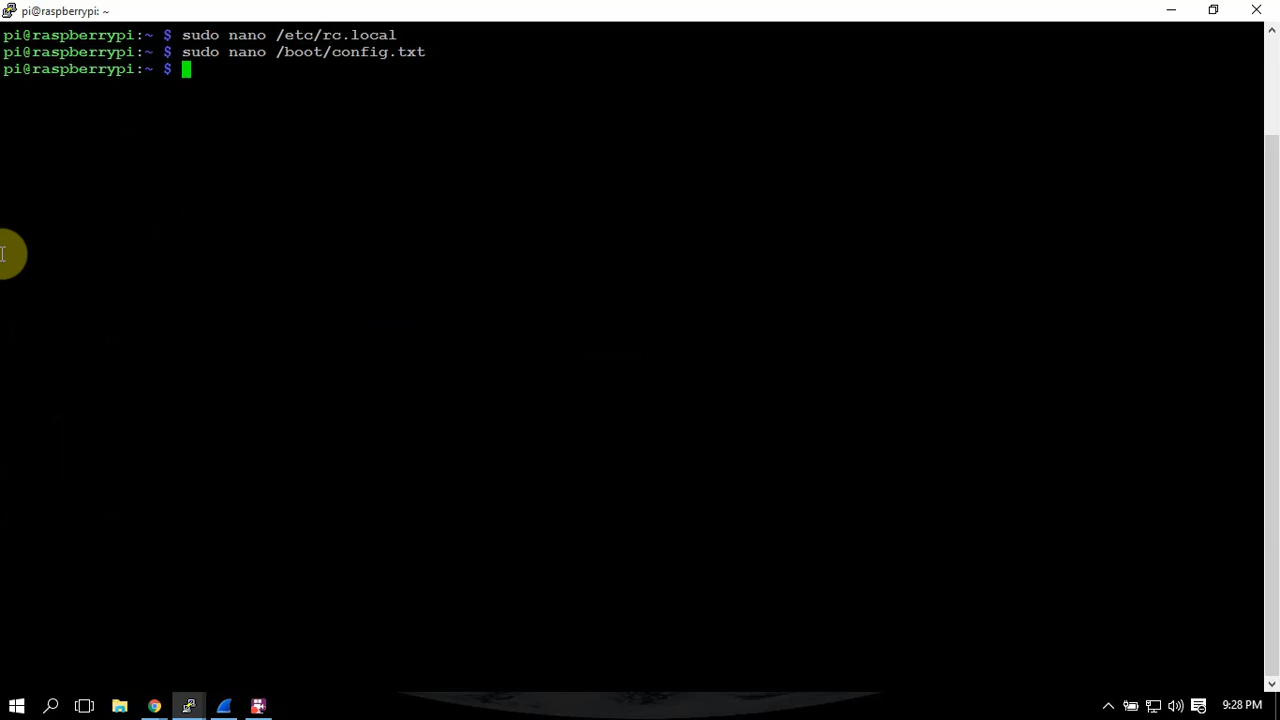 pi@raspberrypi: ~
pi@raspberrypi:~ $ sudo nano /etc/rc.local
pi@raspberrypi:~ $ sudo nano /boot/config.txt
pi@raspberrypi:~ $
9:28 PM